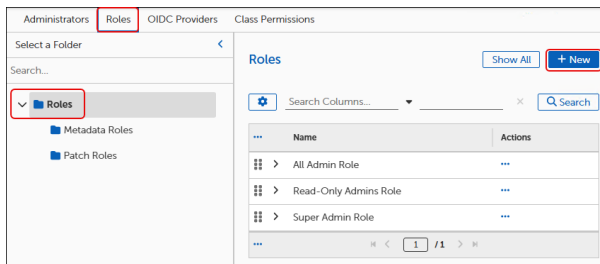 Administrators Roles OIDC Providers Class Permissions
Select a Folder
Search...
Roles
Metadata Roles
Patch Roles
Roles
Show All + New
Search Columns... Search
Name Actions
All Admin Role
Read-Only Admins Role
Super Admin Role
1 / 1